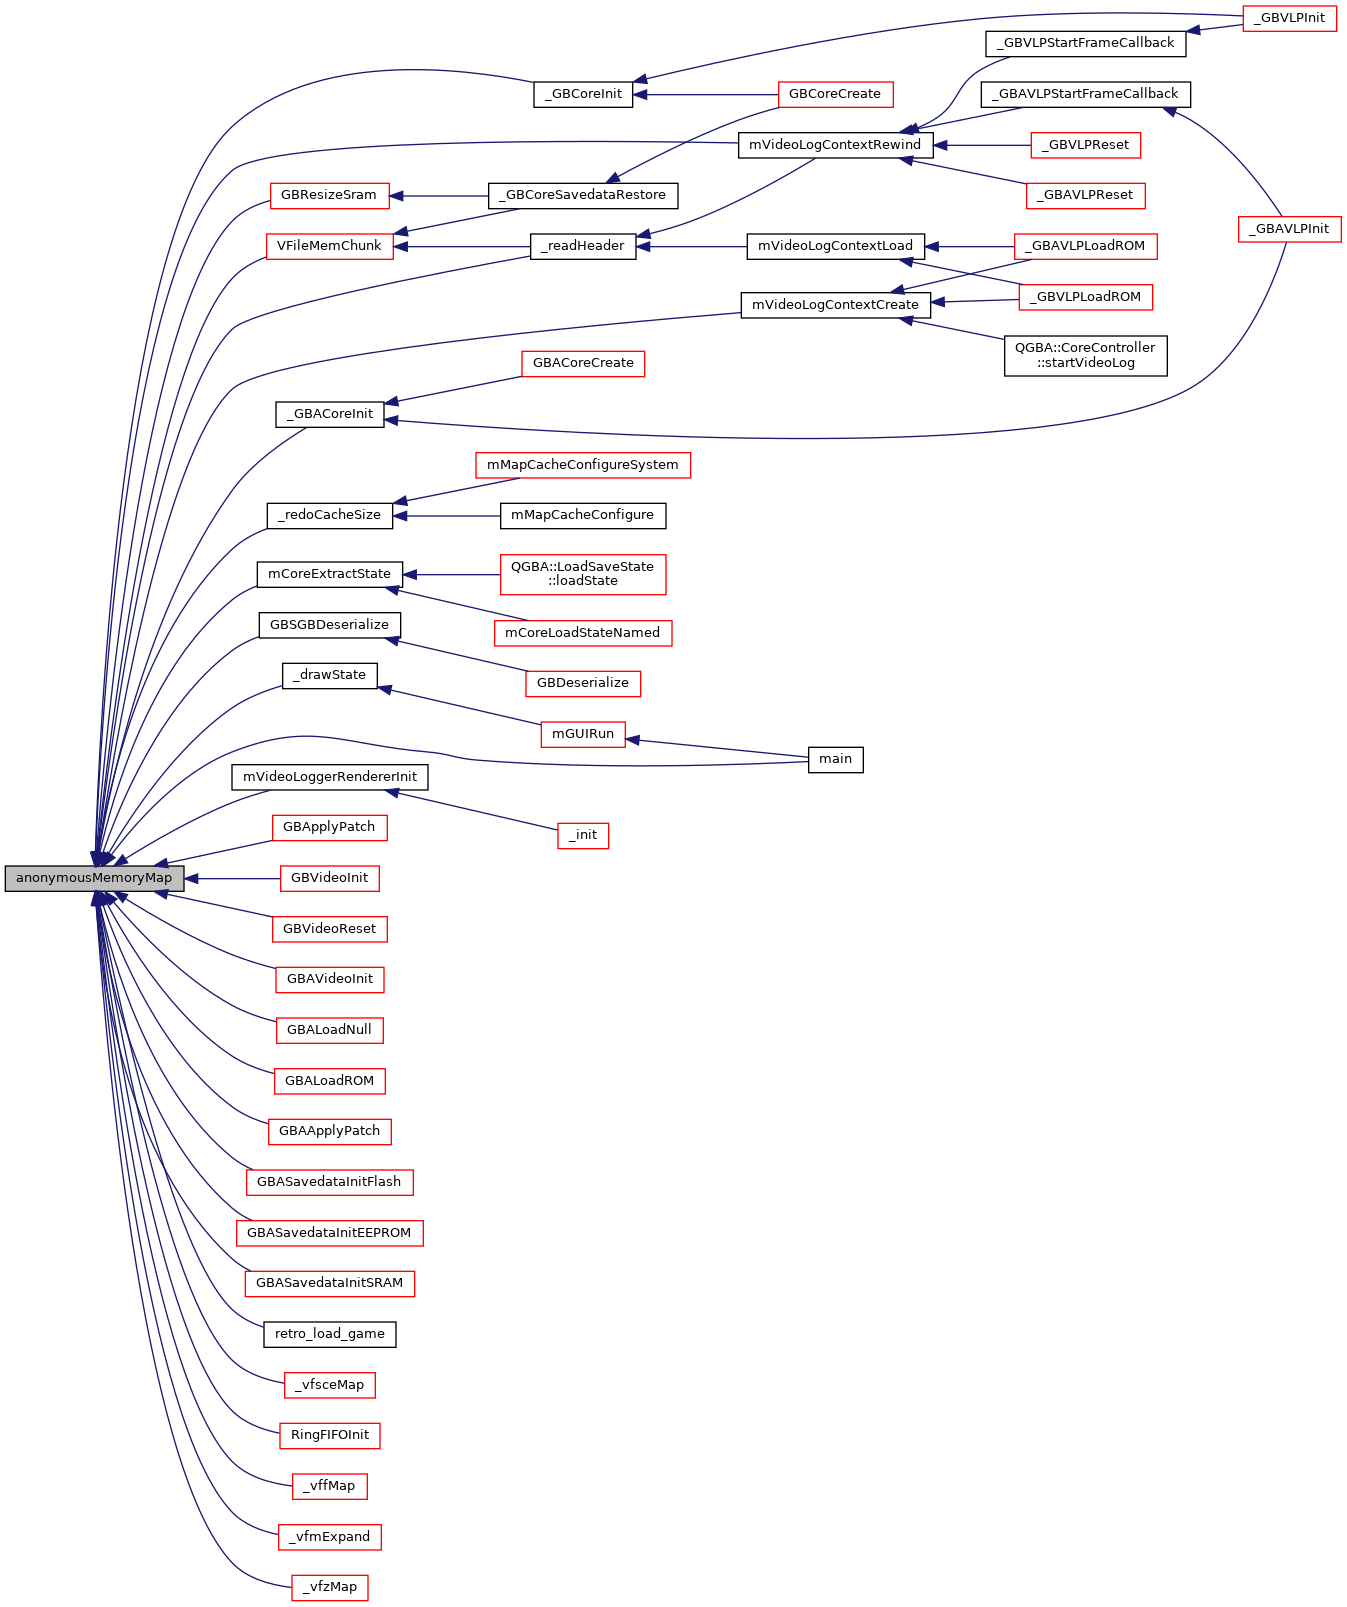 _GBVLPInit
_GBVLPStartFrameCallback
_GBCoreInit
GBCoreCreate
_GBAVLPStartFrameCallback
mVideoLogContextRewind
_GBVLPReset
GBResizeSram
_GBCoreSavedataRestore
_GBAVLPReset
_GBAVLPInit
VFileMemChunk
_readHeader
mVideoLogContextLoad
_GBAVLPLoadROM
mVideoLogContextCreate
_GBVLPLoadROM
QGBA::CoreController
::startVideoLog
GBACoreCreate
_GBACoreInit
mMapCacheConfigureSystem
_redoCacheSize
mMapCacheConfigure
mCoreExtractState
QGBA::LoadSaveState
::loadState
GBSGBDeserialize
mCoreLoadStateNamed
_drawState
GBDeserialize
mGUIRun
main
mVideoLoggerRendererInit
GBApplyPatch
_init
anonymousMemoryMap
GBVideoInit
GBVideoReset
GBAVideoInit
GBALoadNull
GBALoadROM
GBAApplyPatch
GBASavedataInitFlash
GBASavedataInitEEPROM
GBASavedataInitSRAM
retro_load_game
_vfsceMap
RingFIFOInit
_vffMap
_vfmExpand
_vfzMap